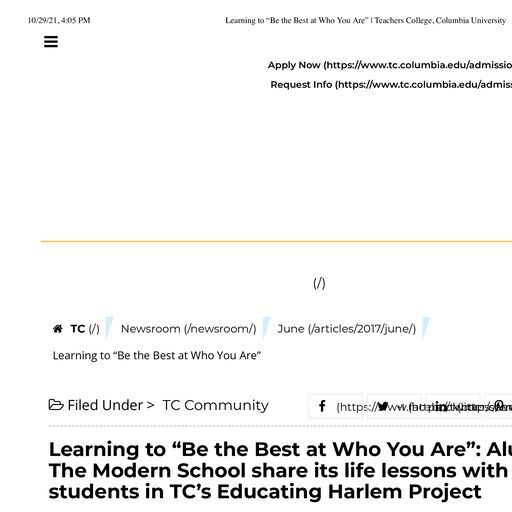 10/29/21, 4:05 PM Learning to “Be the Best at Who You Are” | Teachers College, Columbia University
Apply Now (https://www.tc.columbia.edu/admissio
Request Info (https://www.tc.columbia.edu/admiss
(/)
TC (/) Newsroom (/newsroom/) June (/articles/2017/june/)
Learning to “Be the Best at Who You Are”
Filed Under > TC Community (https://
Learning to “Be the Best at Who You Are”: Alu
The Modern School share its life lessons with
students in TC’s Educating Harlem Project